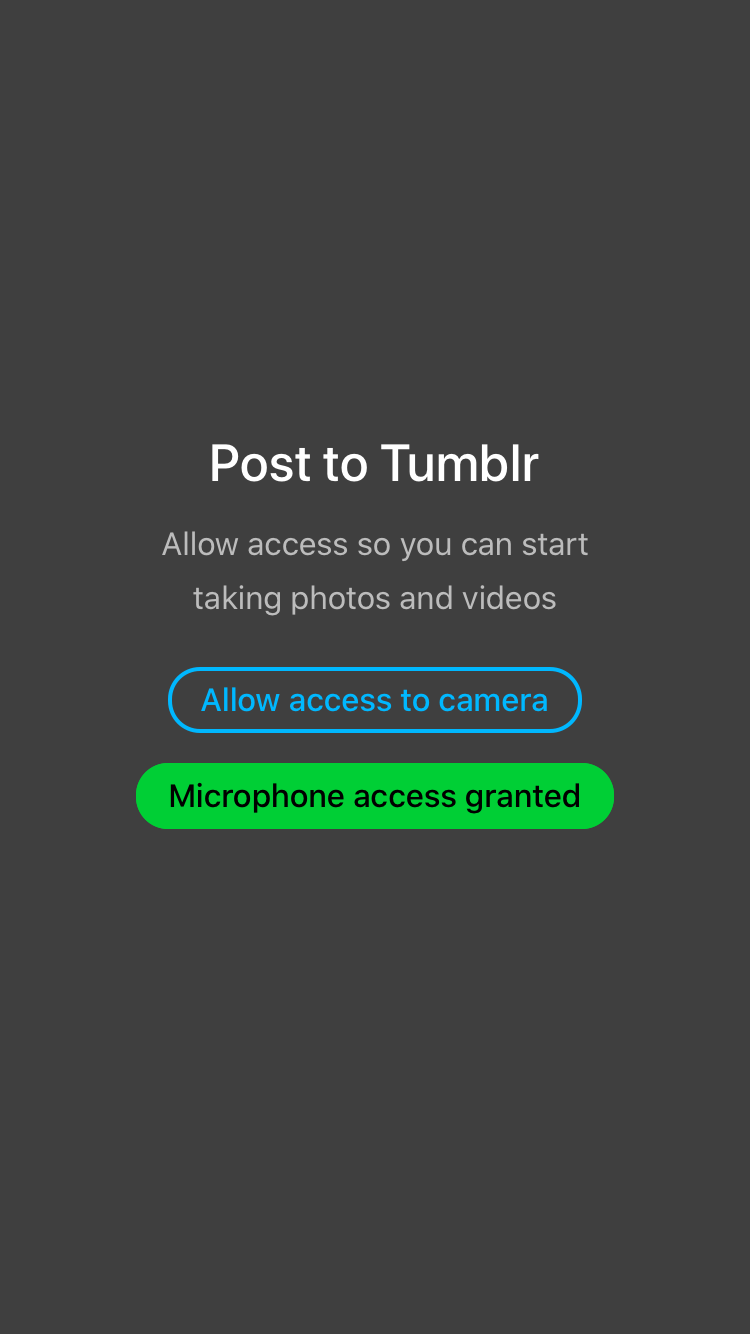 Post to Tumblr
Allow access so you can start
taking photos and videos
Allow access to camera
Microphone access granted